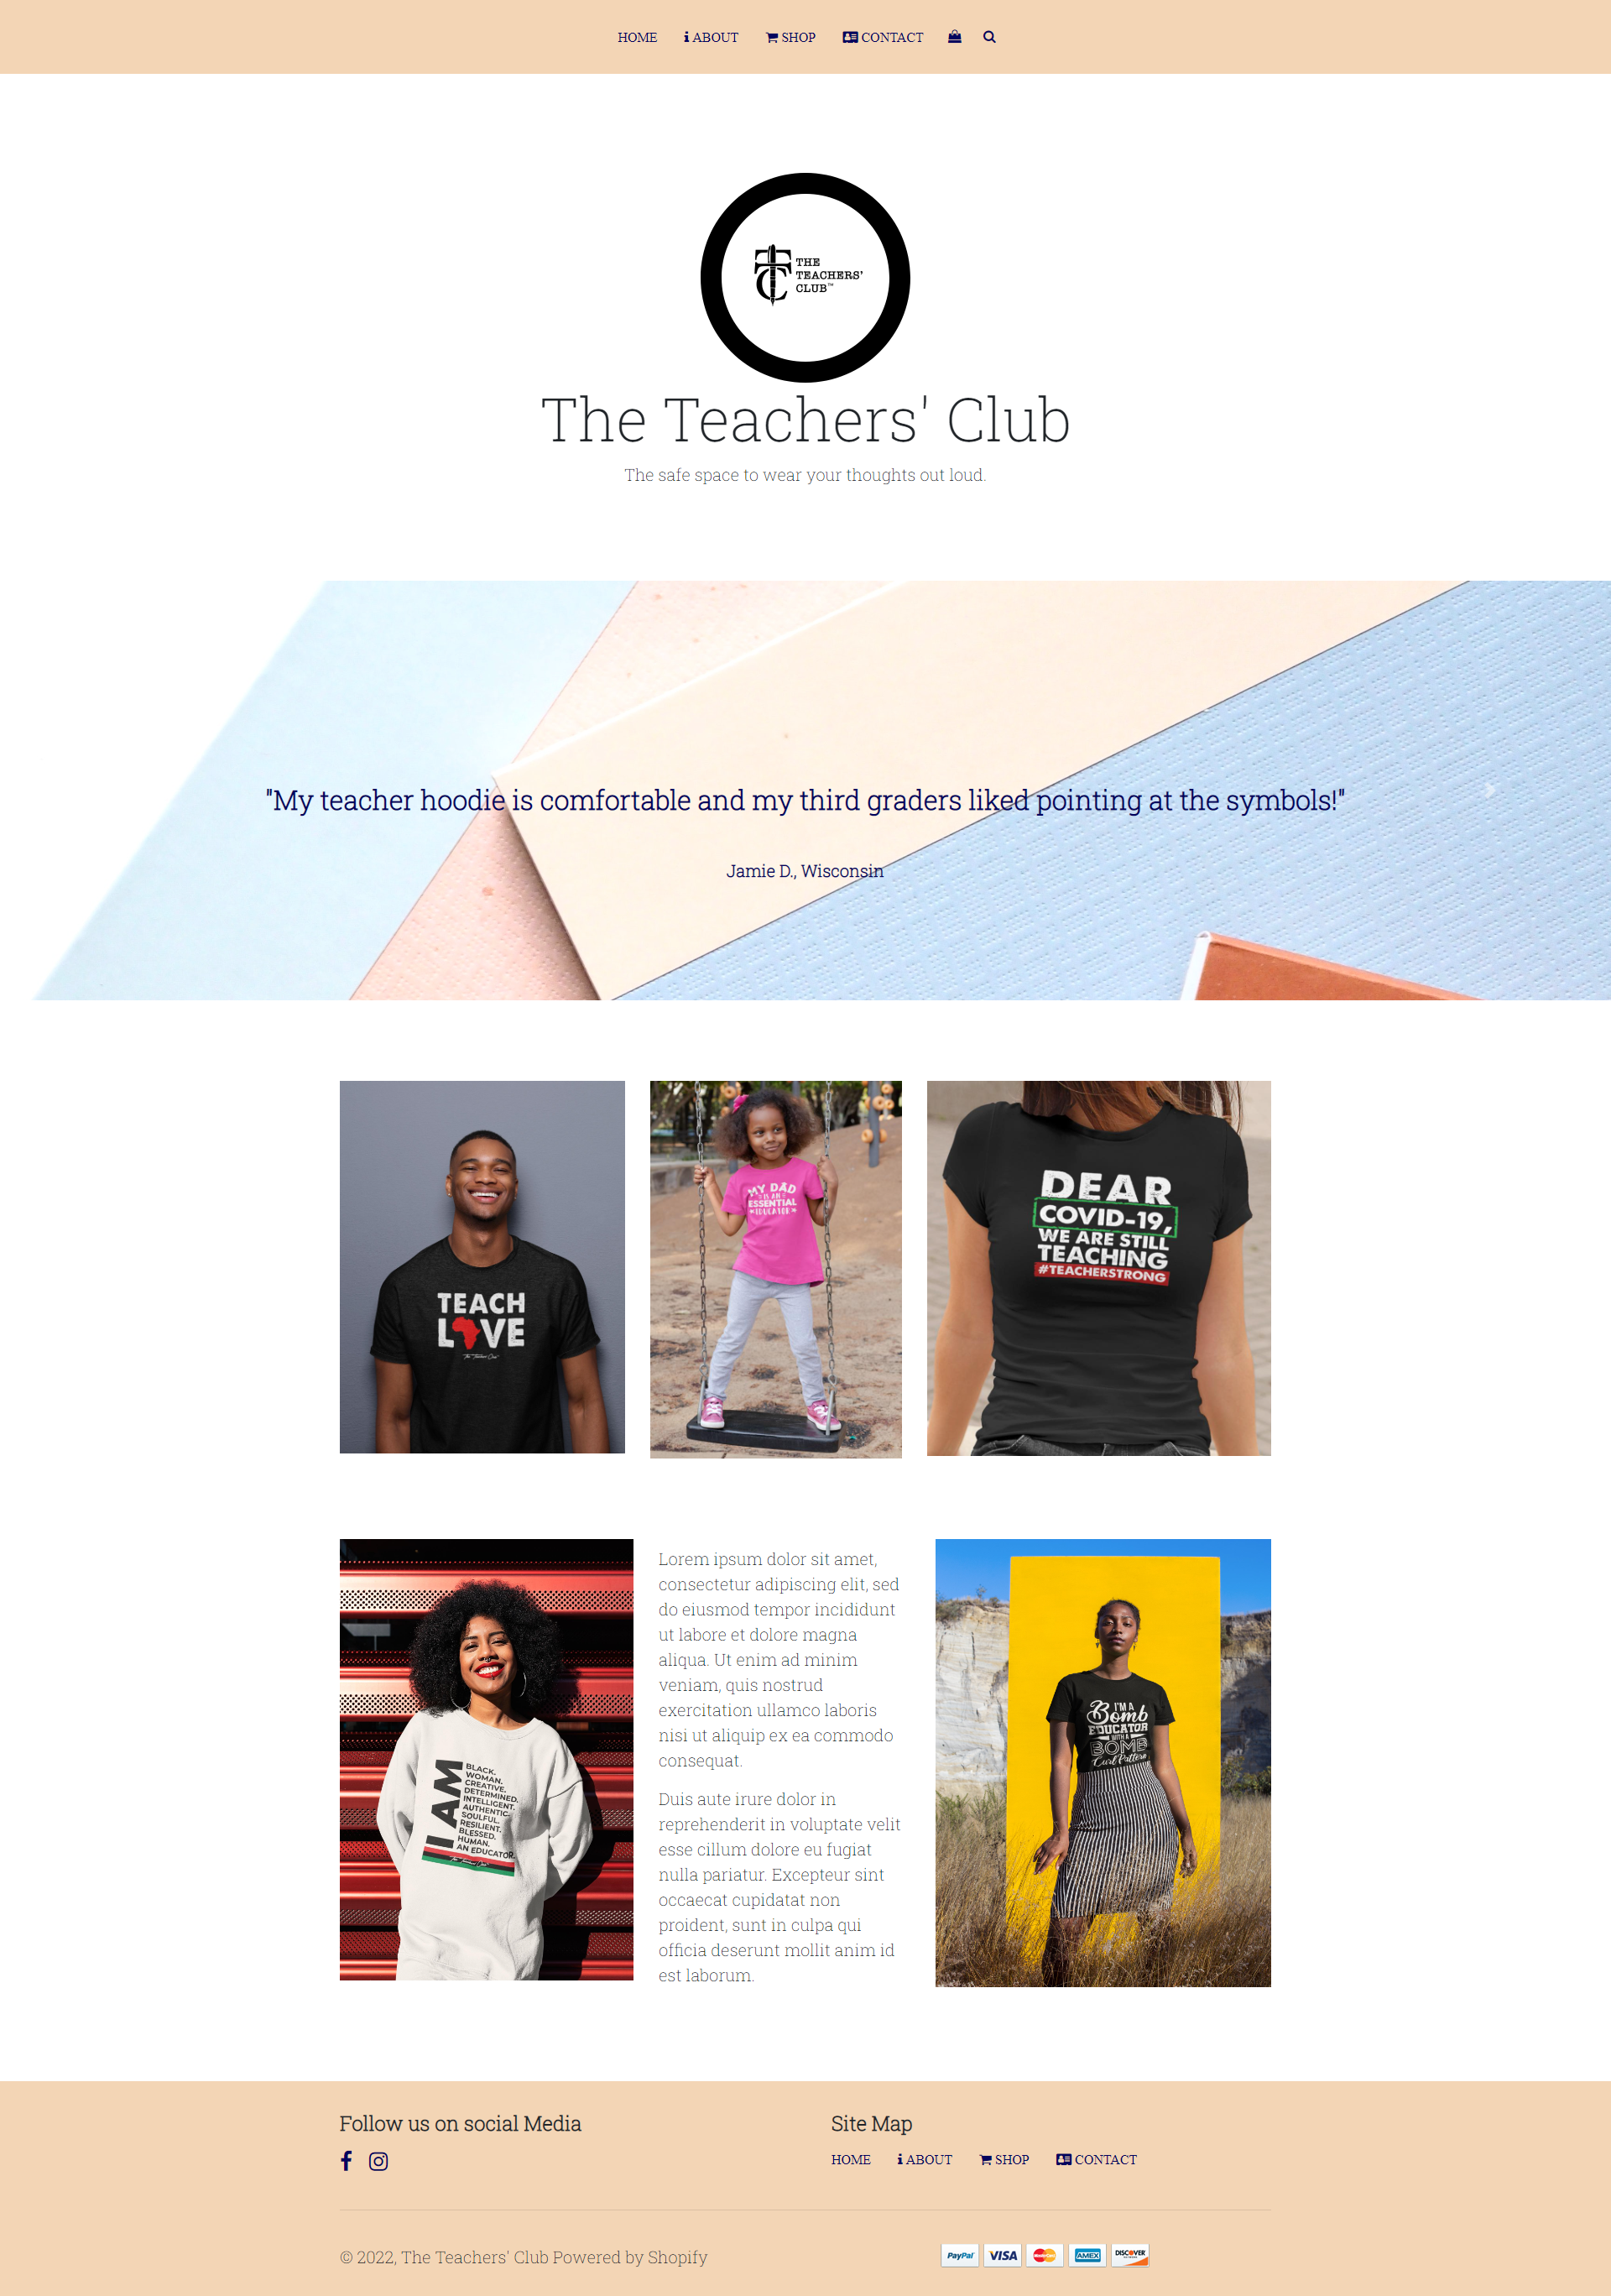 HOME ABOUT SHOP CONTACT
THE
TEACHERS'
CLUB™
The Teachers' Club
The safe space to wear your thoughts out loud.
"My teacher hoodie is comfortable and my third graders liked pointing at the symbols!"
Jamie D., Wisconsin
TEACH
LOVE
The Teachers' Club
MY DAD
IS AN
ESSENTIAL
EDUCATOR
DEAR
COVID-19,
WE ARE STILL
TEACHING
#TEACHERSTRONG
I AM
BLACK.
WOMAN.
CREATIVE.
DETERMINED.
INTELLIGENT.
AUTHENTIC.
SOULFUL.
RESILIENT.
BLESSED.
HUMAN.
AN EDUCATOR.
Lorem ipsum dolor sit amet,
consectetur adipiscing elit, sed
do eiusmod tempor incididunt
ut labore et dolore magna
aliqua. Ut enim ad minim
veniam, quis nostrud
exercitation ullamco laboris
nisi ut aliquip ex ea commodo
consequat.
Duis aute irure dolor in
reprehenderit in voluptate velit
esse cillum dolore eu fugiat
nulla pariatur. Excepteur sint
occaecat cupidatat non
proident, sunt in culpa qui
officia deserunt mollit anim id
est laborum.
I'M A
Bomb
EDUCATOR
WITH A
BOMB
Curl Pattern
Follow us on social Media
Site Map
HOME ABOUT SHOP CONTACT
© 2022, The Teachers' Club Powered by Shopify
PayPal VISA MasterCard AMEX DISCOVER